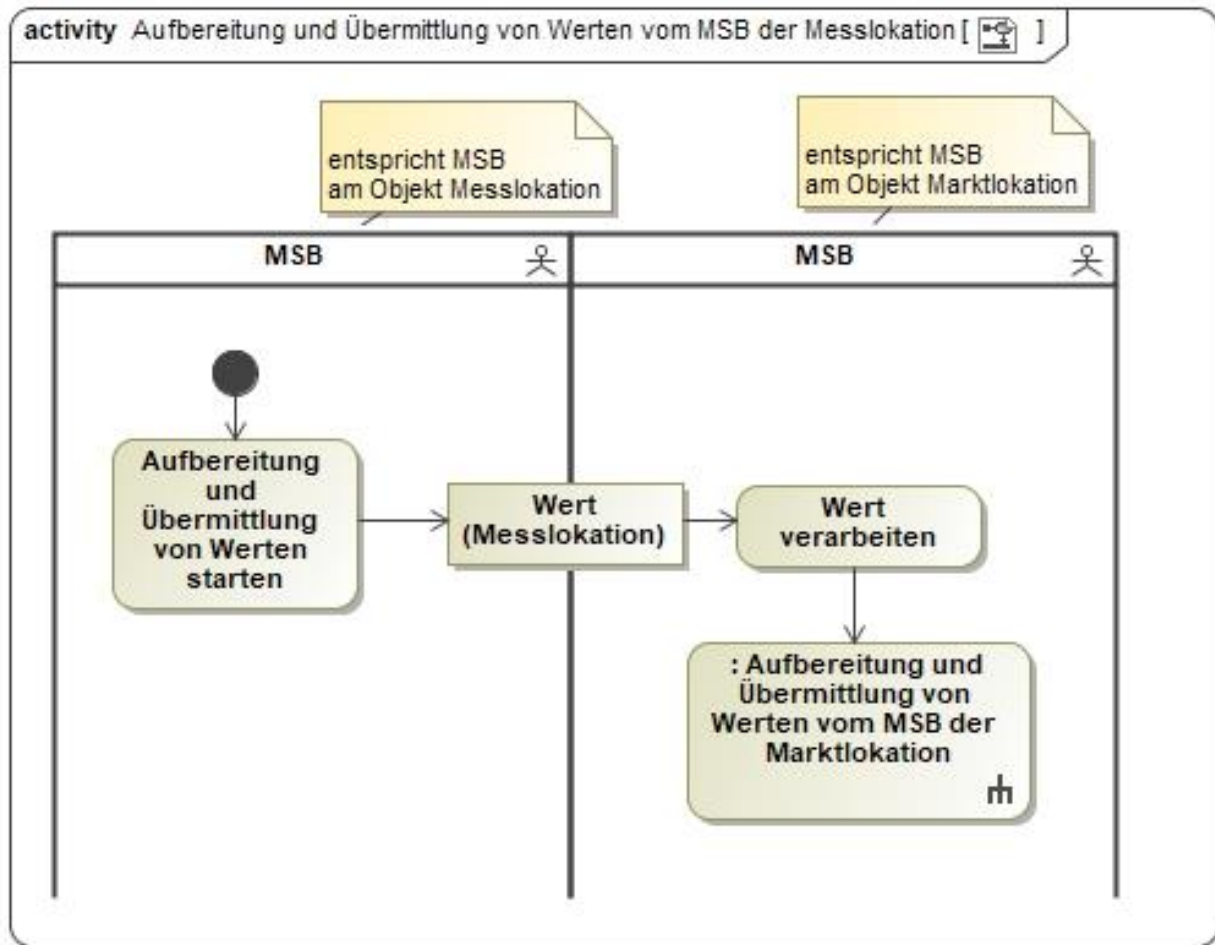 activity Aufbereitung und Übermittlung von Werten vom MSB der Messlokation [ ]
entspricht MSB
am Objekt Messlokation
entspricht MSB
am Objekt Marktlokation
MSB
MSB
Aufbereitung
und
Übermittlung
von Werten
starten
Wert
(Messlokation)
Wert
verarbeiten
: Aufbereitung und
Übermittlung von
Werten vom MSB der
Marktlokation